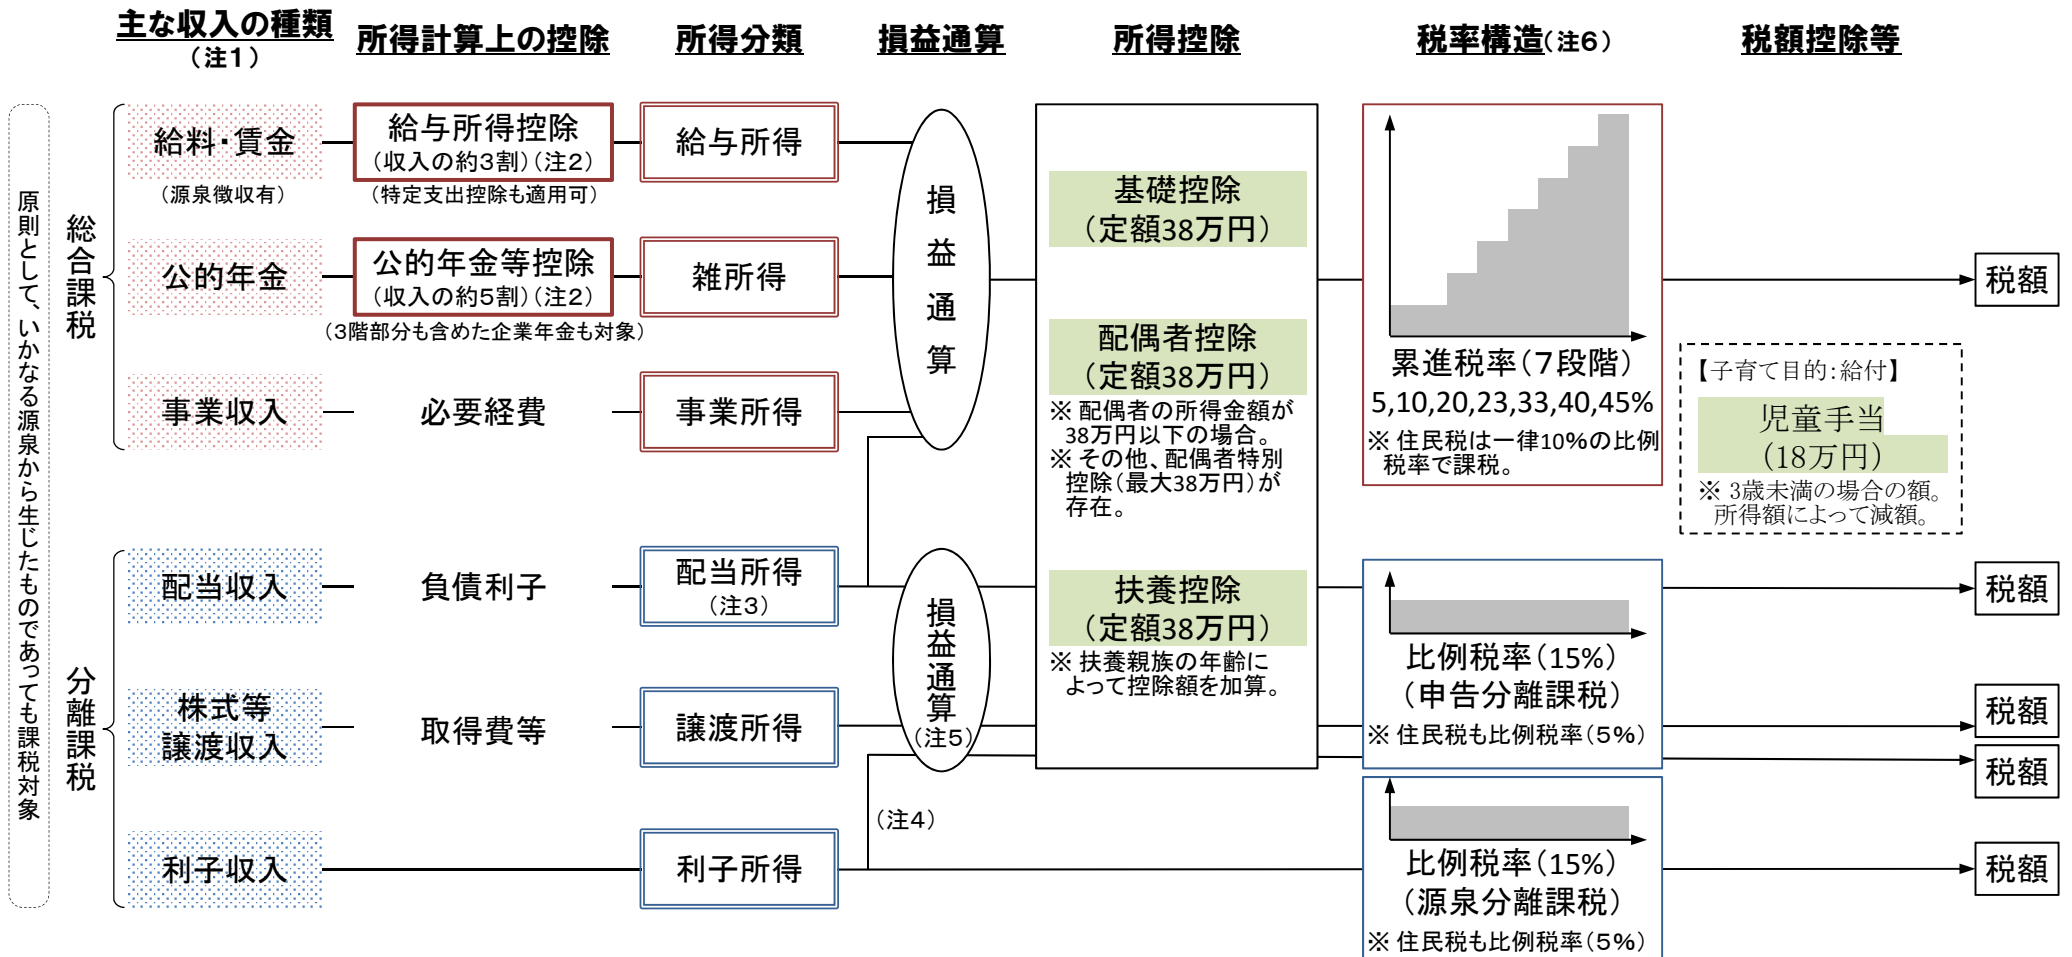 主な収入の種類
（注１）
所得計算上の控除
所得分類
損益通算
所得控除
税率構造（注６）
税額控除等
原則として、いかなる源泉から生じたものであっても課税対象
総合課税
給料・賃金
（源泉徴収有）
給与所得控除
（収入の約３割）（注２）
（特定支出控除も適用可）
給与所得
公的年金
公的年金等控除
（収入の約５割）（注２）
（３階部分も含めた企業年金も対象）
雑所得
事業収入
必要経費
事業所得
損益通算
分離課税
配当収入
負債利子
配当所得
（注３）
株式等
譲渡収入
取得費等
譲渡所得
損益通算
（注５）
（注４）
利子収入
利子所得
基礎控除
（定額38万円）
配偶者控除
（定額38万円）
※ 配偶者の所得金額が
38万円以下の場合。
※ その他、配偶者特別
控除（最大38万円）が
存在。
扶養控除
（定額38万円）
※ 扶養親族の年齢に
よって控除額を加算。
累進税率（７段階）
5,10,20,23,33,40,45%
※ 住民税は一律10%の比例
税率で課税。
比例税率（15%）
（申告分離課税）
※ 住民税も比例税率（５%）
比例税率（15%）
（源泉分離課税）
※ 住民税も比例税率（５%）
【子育て目的：給付】
児童手当
（18万円）
※ 3歳未満の場合の額。
所得額によって減額。
税額
税額
税額
税額
税額